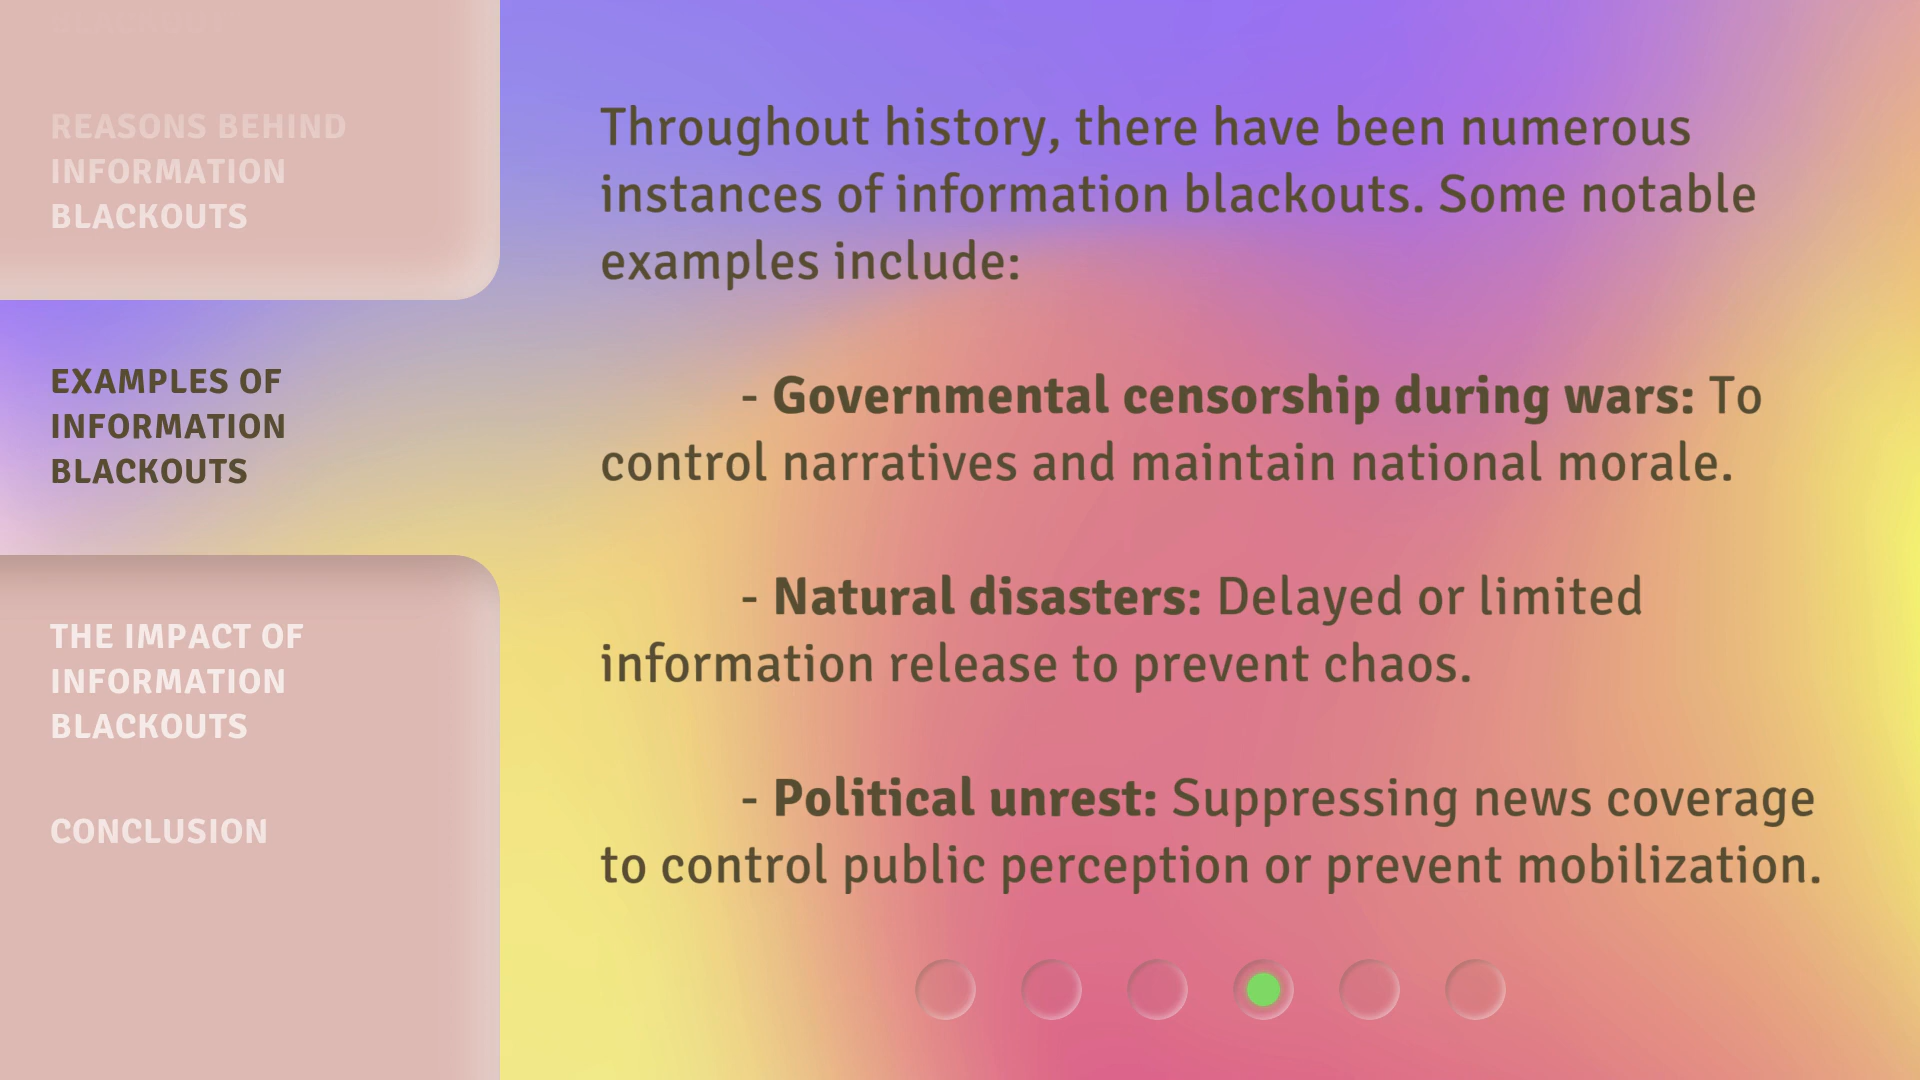 BLACKOUT
REASONS BEHIND
INFORMATION
BLACKOUTS
EXAMPLES OF
INFORMATION
BLACKOUTS
THE IMPACT OF
INFORMATION
BLACKOUTS
CONCLUSION
Throughout history, there have been numerous
instances of information blackouts. Some notable
examples include:
- Governmental censorship during wars: To
control narratives and maintain national morale.
- Natural disasters: Delayed or limited
information release to prevent chaos.
- Political unrest: Suppressing news coverage
to control public perception or prevent mobilization.